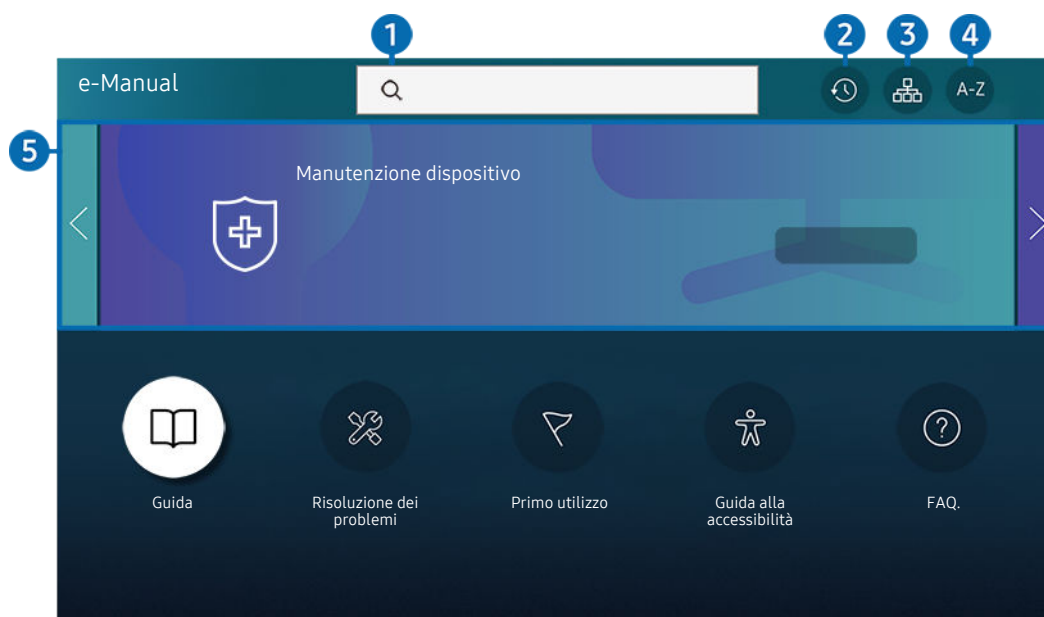 1
2
3
4
e-Manual
A-Z
5
Manutenzione dispositivo
Guida
Risoluzione dei
problemi
Primo utilizzo
Guida alla
accessibilità
FAQ.